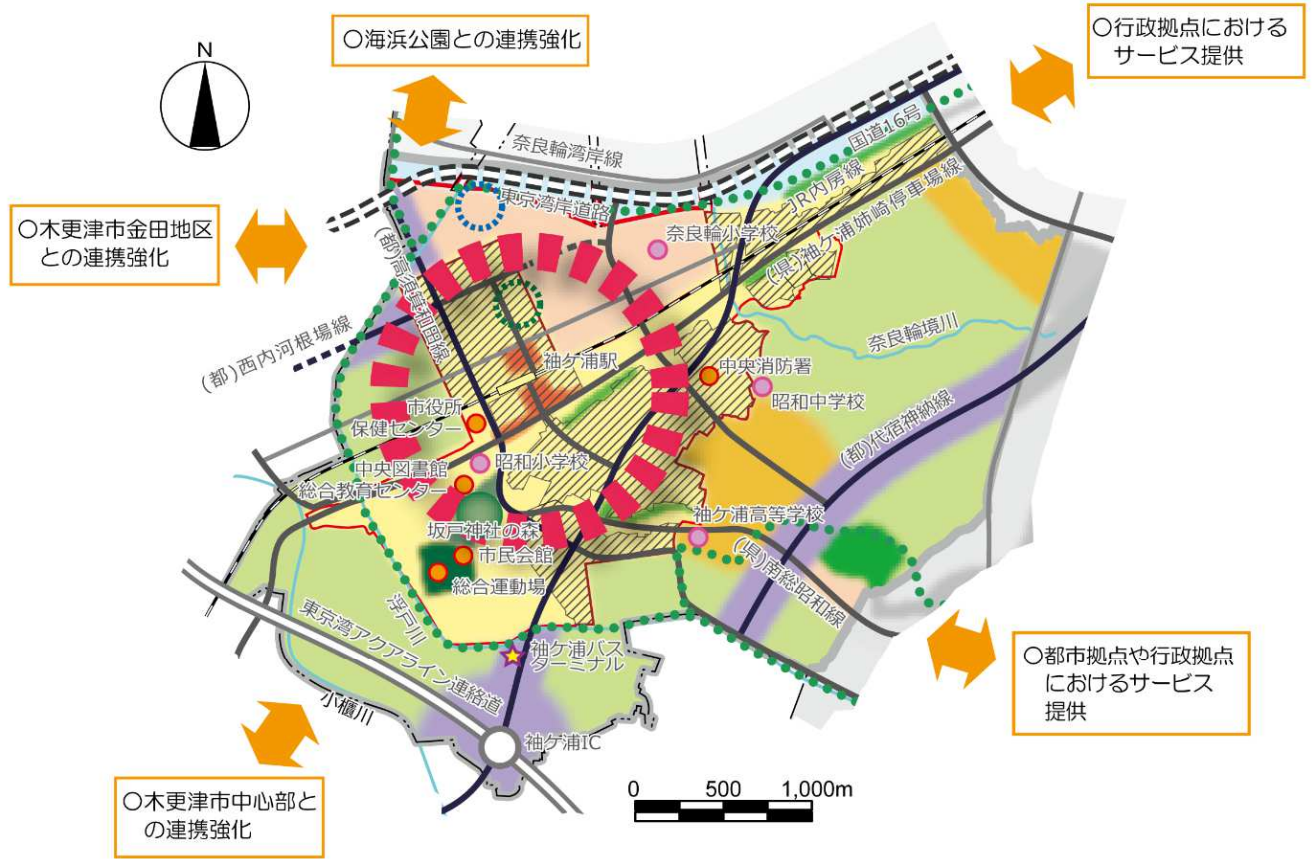 ○海浜公園との連携強化
○行政拠点における
サービス提供
N
国道16号
奈良輪湾岸線
JR内房線
東京湾岸道路
(県)袖ケ浦姉崎停車場線
○木更津市金田地区
との連携強化
奈良輪小学校
(都)高須箕和田線
奈良輪境川
(都)西内河根場線
袖ケ浦駅
中央消防署
昭和中学校
市役所
保健センター
(都)代宿神納線
昭和小学校
中央図書館
総合教育センター
袖ケ浦高等学校
坂戸神社の森
市民会館
(県)南総昭和線
総合運動場
浮戸川
東京湾アクアライン連絡道
袖ケ浦バス
ターミナル
○都市拠点や行政拠点
におけるサービス
提供
小櫃川
袖ケ浦IC
○木更津市中心部と
の連携強化
0 500 1,000m